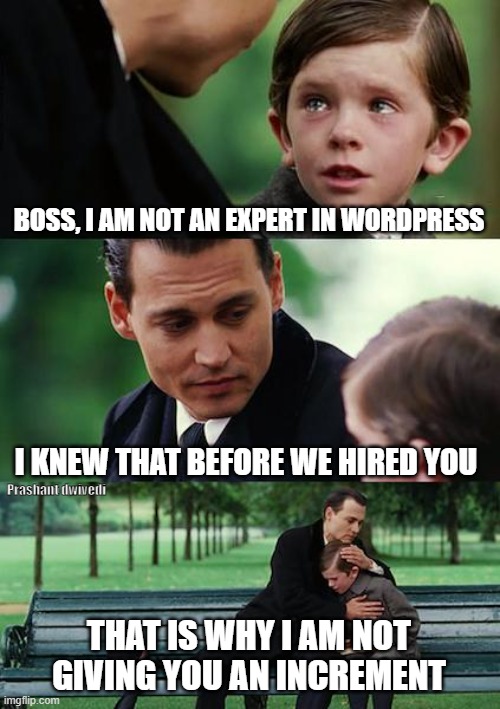 BOSS, I AM NOT AN EXPERT IN WORDPRESS
I KNEW THAT BEFORE WE HIRED YOU
Prashant dwivedi
THAT IS WHY I AM NOT
GIVING YOU AN INCREMENT
imgflip.com